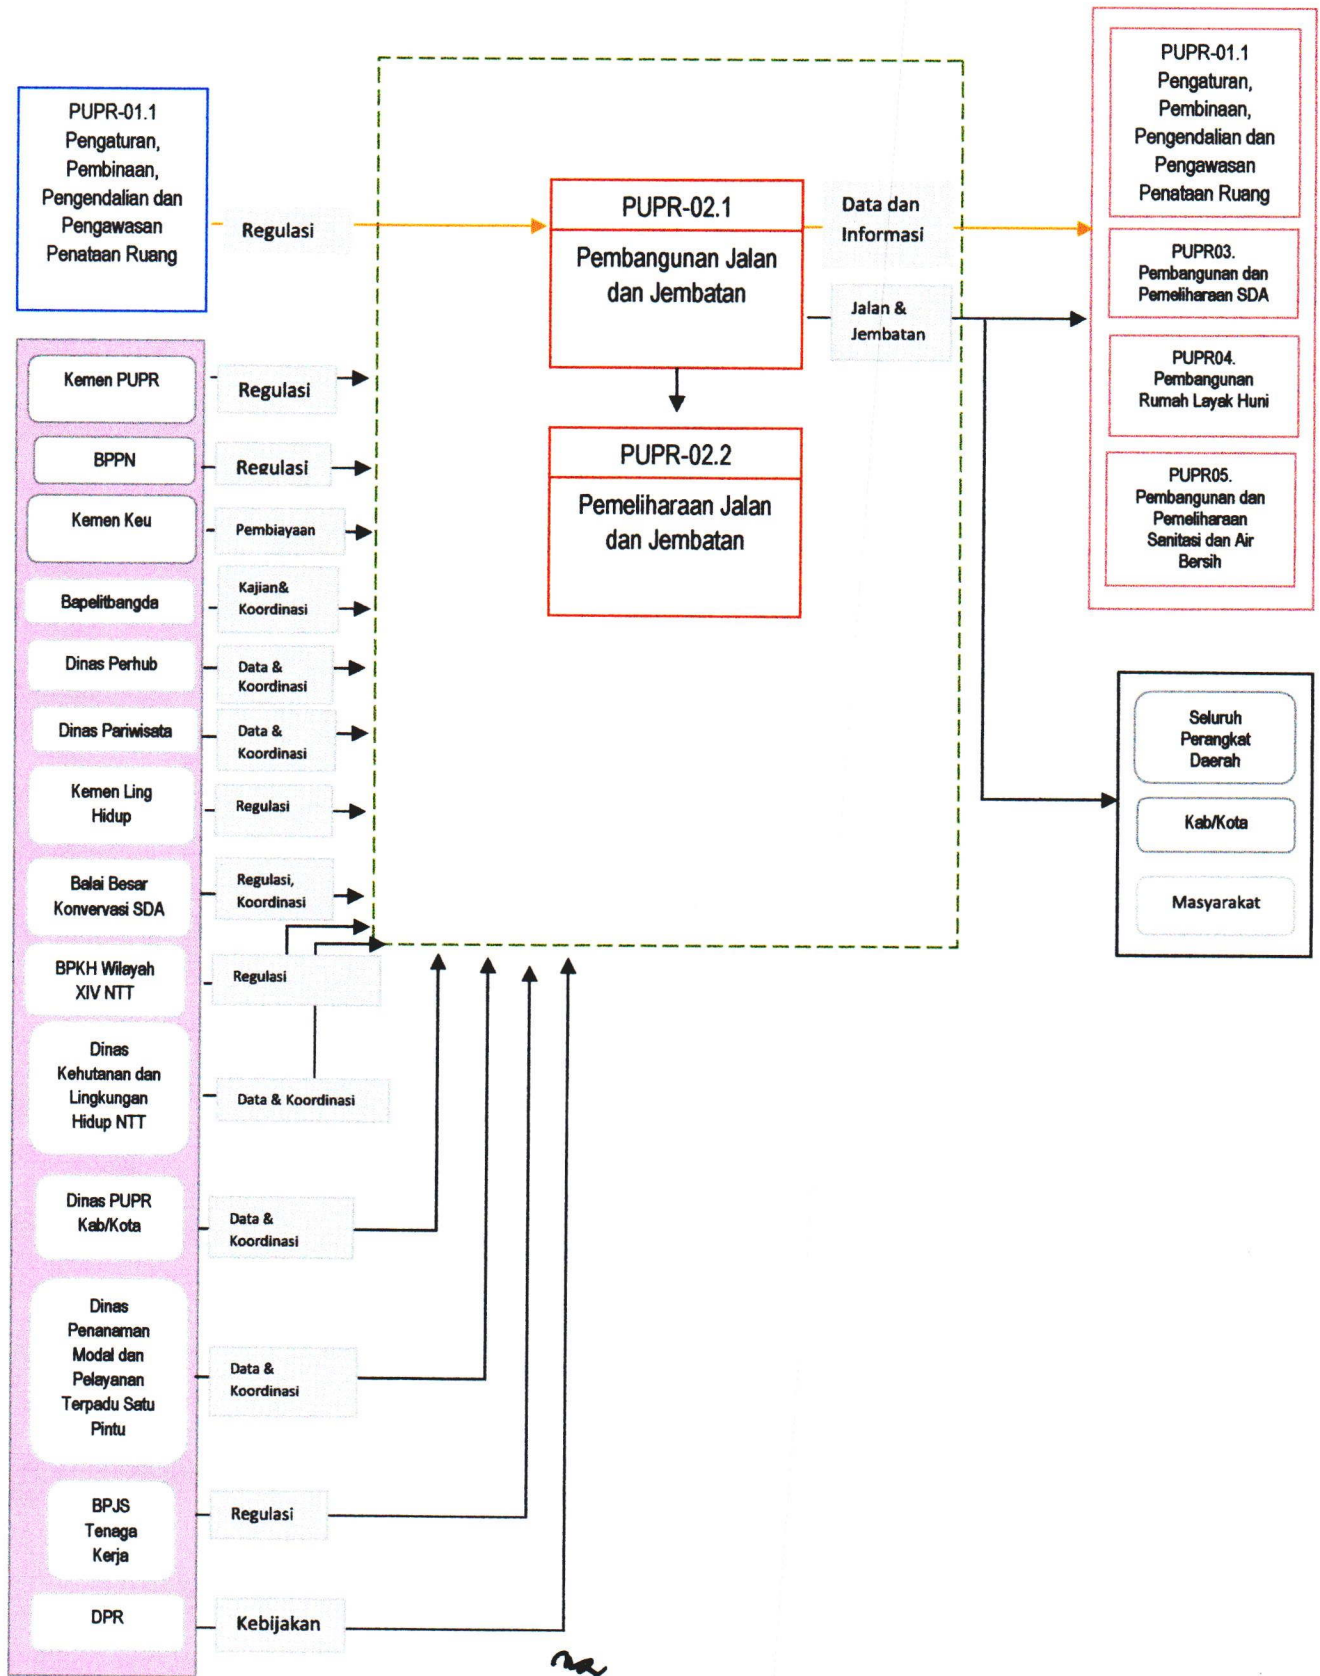 PUPR-01.1
Pengaturan,
Pembinaan,
Pengendalian dan
Pengawasan
Penataan Ruang
Regulasi
PUPR-02.1
Pembangunan Jalan
dan Jembatan
Data dan
Informasi
Jalan &
Jembatan
PUPR-02.2
Pemeliharaan Jalan
dan Jembatan
PUPR-01.1
Pengaturan,
Pembinaan,
Pengendalian dan
Pengawasan
Penataan Ruang
PUPR03.
Pembangunan dan
Pemeliharaan SDA
PUPR04.
Pembangunan
Rumah Layak Huni
PUPR05.
Pembangunan dan
Pemeliharaan
Sanitasi dan Air
Bersih
Seluruh
Perangkat
Daerah
Kab/Kota
Masyarakat
Kemen PUPR
Regulasi
BPPN
Regulasi
Kemen Keu
Pembiayaan
Bapelitbangda
Kajian&
Koordinasi
Dinas Perhub
Data &
Koordinasi
Dinas Pariwisata
Data &
Koordinasi
Kemen Ling
Hidup
Regulasi
Balai Besar
Konvervasi SDA
Regulasi,
Koordinasi
BPKH Wilayah
XIV NTT
Regulasi
Dinas
Kehutanan dan
Lingkungan
Hidup NTT
Data & Koordinasi
Dinas PUPR
Kab/Kota
Data &
Koordinasi
Dinas
Penanaman
Modal dan
Pelayanan
Terpadu Satu
Pintu
Data &
Koordinasi
BPJS
Tenaga
Kerja
Regulasi
DPR
Kebijakan